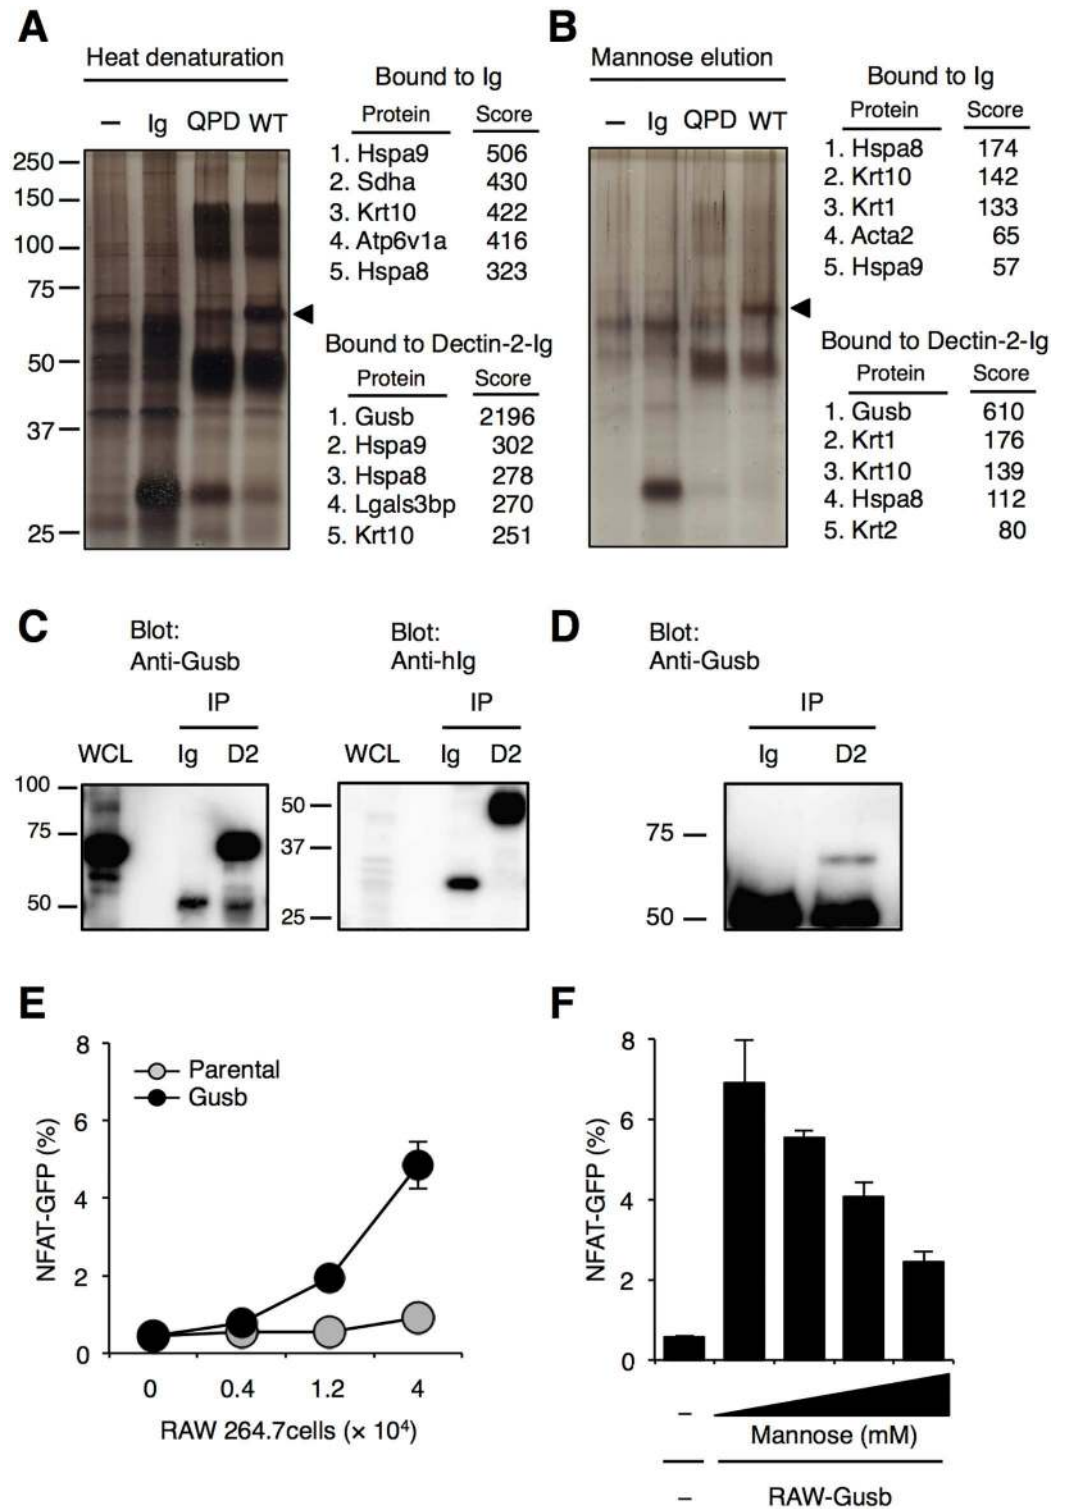 A
Heat denaturation
– Ig QPD WT
250
150
100
75
50
37
25
Bound to Ig
Protein Score
1. Hspa9 506
2. Sdha 430
3. Krt10 422
4. Atp6v1a 416
5. Hspa8 323
Bound to Dectin-2-Ig
Protein Score
1. Gusb 2196
2. Hspa9 302
3. Hspa8 278
4. Lgals3bp 270
5. Krt10 251
B
Mannose elution
– Ig QPD WT
Bound to Ig
Protein Score
1. Hspa8 174
2. Krt10 142
3. Krt1 133
4. Acta2 65
5. Hspa9 57
Bound to Dectin-2-Ig
Protein Score
1. Gusb 610
2. Krt1 176
3. Krt10 139
4. Hspa8 112
5. Krt2 80
C
Blot:
Anti-Gusb
IP
WCL Ig D2
100
75
50
Blot:
Anti-hIg
IP
WCL Ig D2
50
37
25
D
Blot:
Anti-Gusb
IP
Ig D2
75
50
E
8
6
4
2
0
NFAT-GFP (%)
Parental
Gusb
0 0.4 1.2 4
RAW 264.7cells (× 10⁴)
F
8
6
4
2
0
NFAT-GFP (%)
–
Mannose (mM)
– RAW-Gusb